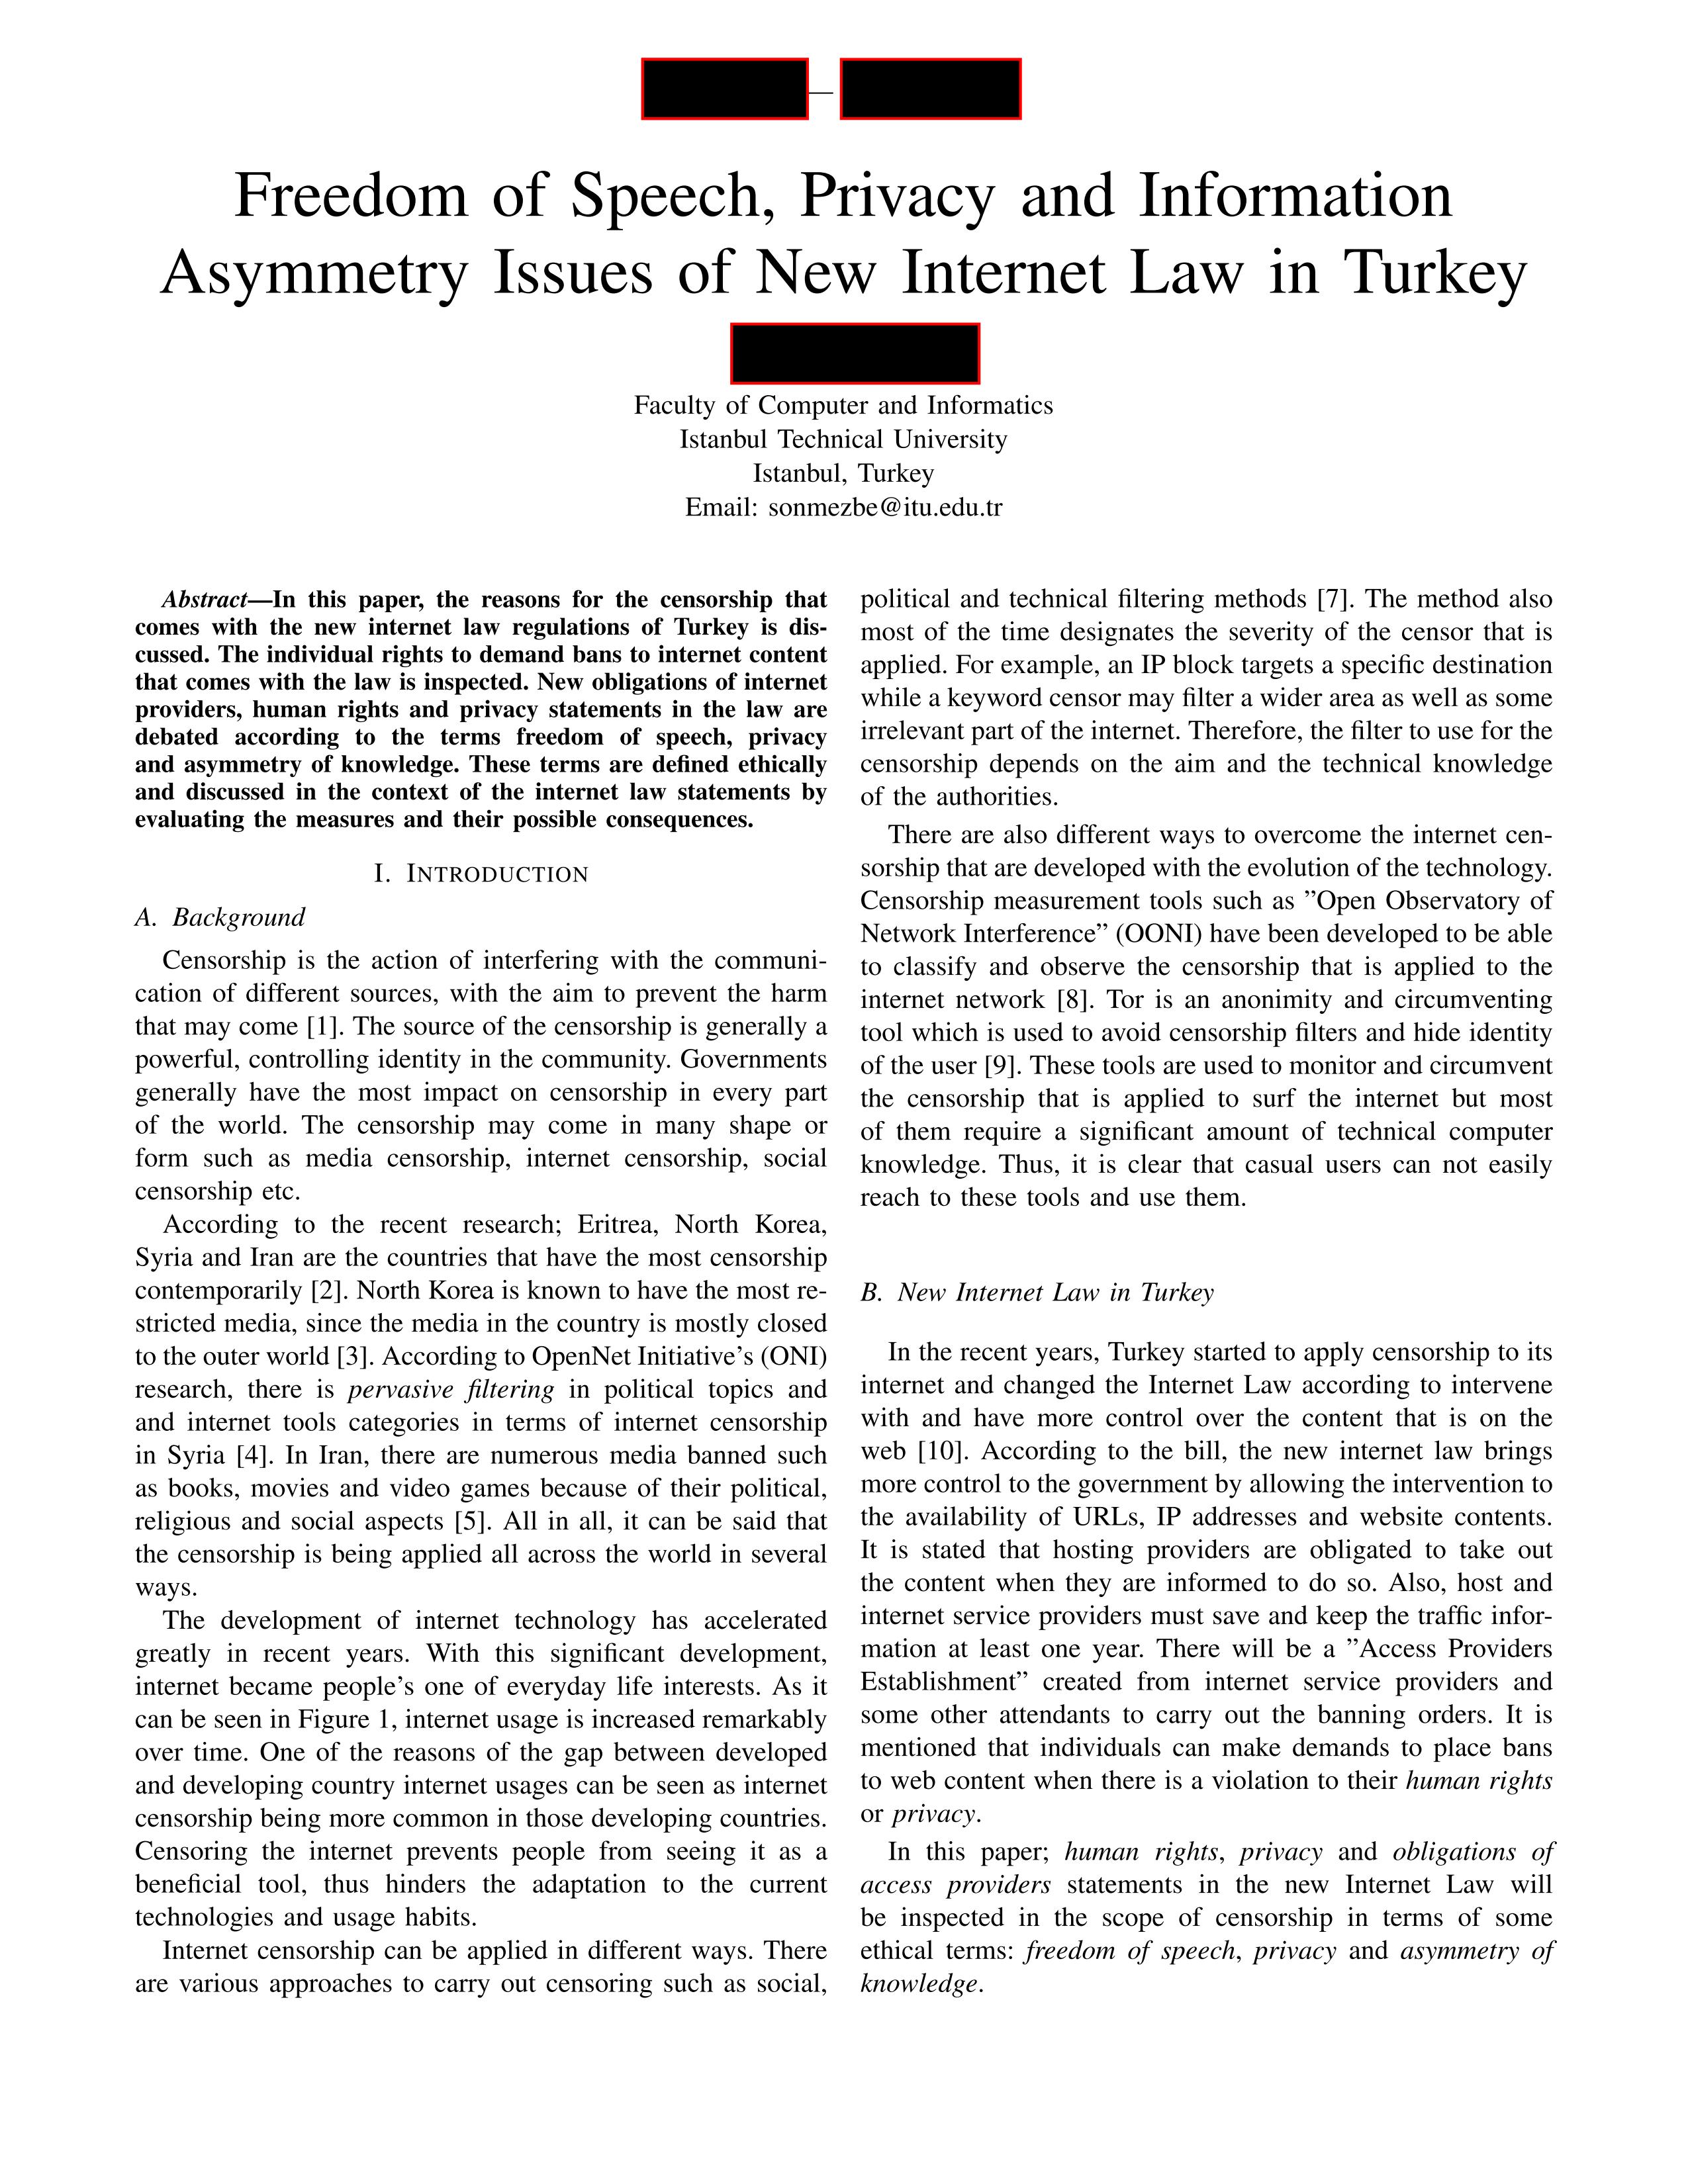 —
Freedom of Speech, Privacy and Information
Asymmetry Issues of New Internet Law in Turkey
Faculty of Computer and Informatics
Istanbul Technical University
Istanbul, Turkey
Email: sonmezbe@itu.edu.tr
Abstract—In this paper, the reasons for the censorship that
comes with the new internet law regulations of Turkey is dis-
cussed. The individual rights to demand bans to internet content
that comes with the law is inspected. New obligations of internet
providers, human rights and privacy statements in the law are
debated according to the terms freedom of speech, privacy
and asymmetry of knowledge. These terms are defined ethically
and discussed in the context of the internet law statements by
evaluating the measures and their possible consequences.
I. INTRODUCTION
A. Background
Censorship is the action of interfering with the communi-
cation of different sources, with the aim to prevent the harm
that may come [1]. The source of the censorship is generally a
powerful, controlling identity in the community. Governments
generally have the most impact on censorship in every part
of the world. The censorship may come in many shape or
form such as media censorship, internet censorship, social
censorship etc.
According to the recent research; Eritrea, North Korea,
Syria and Iran are the countries that have the most censorship
contemporarily [2]. North Korea is known to have the most re-
stricted media, since the media in the country is mostly closed
to the outer world [3]. According to OpenNet Initiative's (ONI)
research, there is pervasive filtering in political topics and
and internet tools categories in terms of internet censorship
in Syria [4]. In Iran, there are numerous media banned such
as books, movies and video games because of their political,
religious and social aspects [5]. All in all, it can be said that
the censorship is being applied all across the world in several
ways.
The development of internet technology has accelerated
greatly in recent years. With this significant development,
internet became people's one of everyday life interests. As it
can be seen in Figure 1, internet usage is increased remarkably
over time. One of the reasons of the gap between developed
and developing country internet usages can be seen as internet
censorship being more common in those developing countries.
Censoring the internet prevents people from seeing it as a
beneficial tool, thus hinders the adaptation to the current
technologies and usage habits.
Internet censorship can be applied in different ways. There
are various approaches to carry out censoring such as social,
political and technical filtering methods [7]. The method also
most of the time designates the severity of the censor that is
applied. For example, an IP block targets a specific destination
while a keyword censor may filter a wider area as well as some
irrelevant part of the internet. Therefore, the filter to use for the
censorship depends on the aim and the technical knowledge
of the authorities.
There are also different ways to overcome the internet cen-
sorship that are developed with the evolution of the technology.
Censorship measurement tools such as ”Open Observatory of
Network Interference” (OONI) have been developed to be able
to classify and observe the censorship that is applied to the
internet network [8]. Tor is an anonimity and circumventing
tool which is used to avoid censorship filters and hide identity
of the user [9]. These tools are used to monitor and circumvent
the censorship that is applied to surf the internet but most
of them require a significant amount of technical computer
knowledge. Thus, it is clear that casual users can not easily
reach to these tools and use them.
B. New Internet Law in Turkey
In the recent years, Turkey started to apply censorship to its
internet and changed the Internet Law according to intervene
with and have more control over the content that is on the
web [10]. According to the bill, the new internet law brings
more control to the government by allowing the intervention to
the availability of URLs, IP addresses and website contents.
It is stated that hosting providers are obligated to take out
the content when they are informed to do so. Also, host and
internet service providers must save and keep the traffic infor-
mation at least one year. There will be a ”Access Providers
Establishment” created from internet service providers and
some other attendants to carry out the banning orders. It is
mentioned that individuals can make demands to place bans
to web content when there is a violation to their human rights
or privacy.
In this paper; human rights, privacy and obligations of
access providers statements in the new Internet Law will
be inspected in the scope of censorship in terms of some
ethical terms: freedom of speech, privacy and asymmetry of
knowledge.